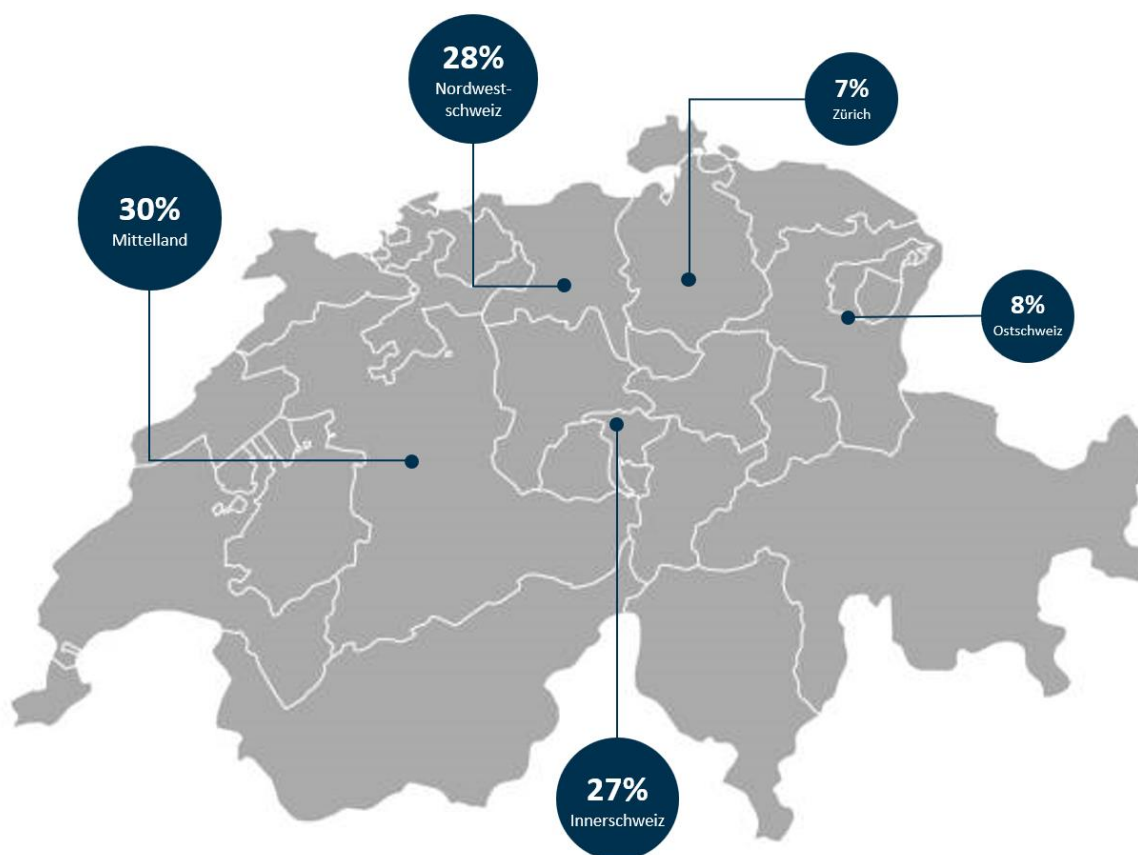 28%
Nordwest-
schweiz
7%
Zürich
30%
Mittelland
8%
Ostschweiz
27%
Innerschweiz